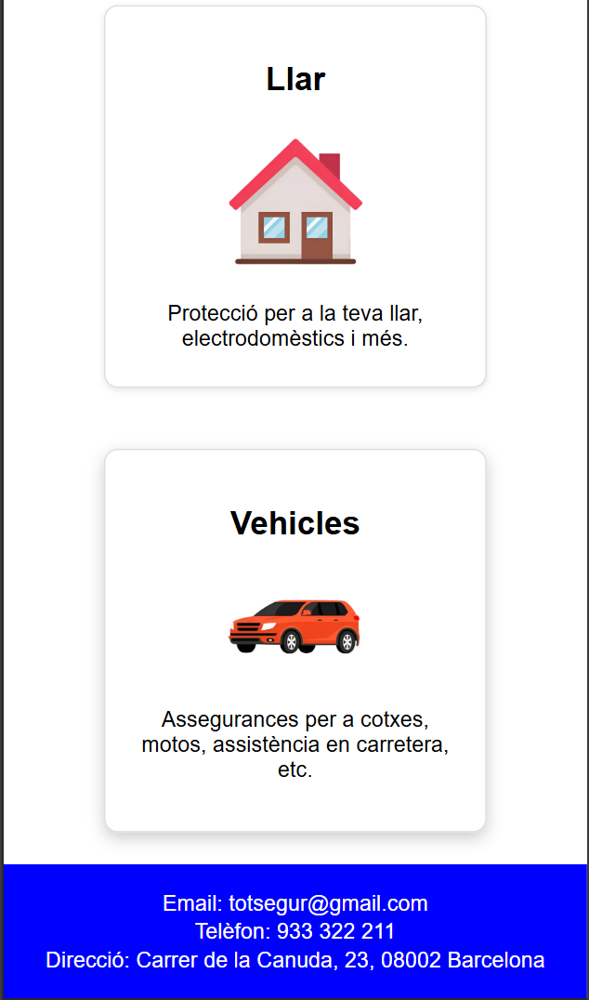 Llar
Protecció per a la teva llar,
electrodomèstics i més.
Vehicles
Assegurances per a cotxes,
motos, assistència en carretera,
etc.
Email: totsegur@gmail.com
Telèfon: 933 322 211
Direcció: Carrer de la Canuda, 23, 08002 Barcelona